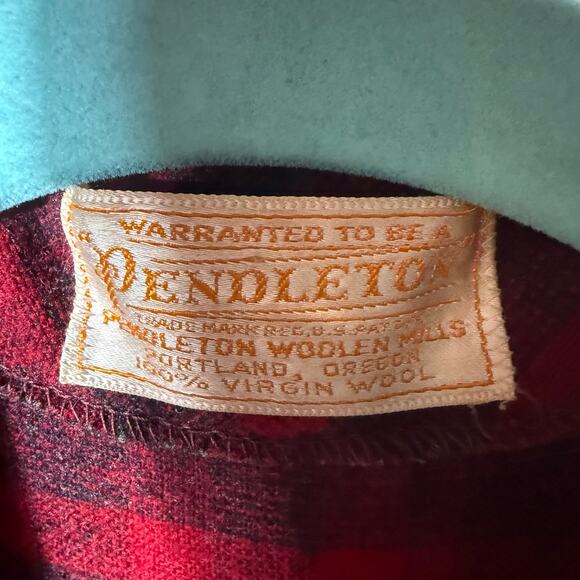 WARRANTED TO BE A
"PENDLETON"
TRADE MARK REG. U.S. PAT. OFF.
PENDLETON WOOLEN MILLS
PORTLAND, OREGON
100% VIRGIN WOOL